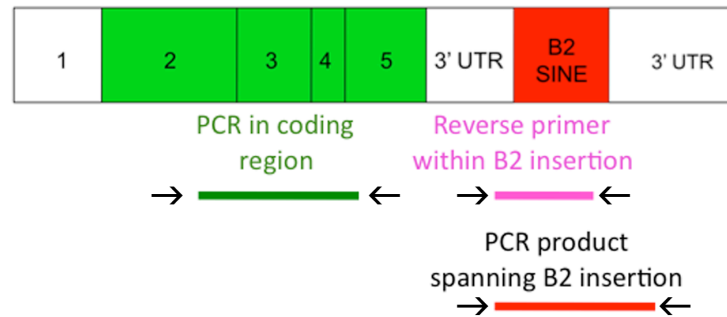 1 2 3 4 5 3' UTR B2 SINE 3' UTR
PCR in coding
region
Reverse primer
within B2 insertion
PCR product
spanning B2 insertion